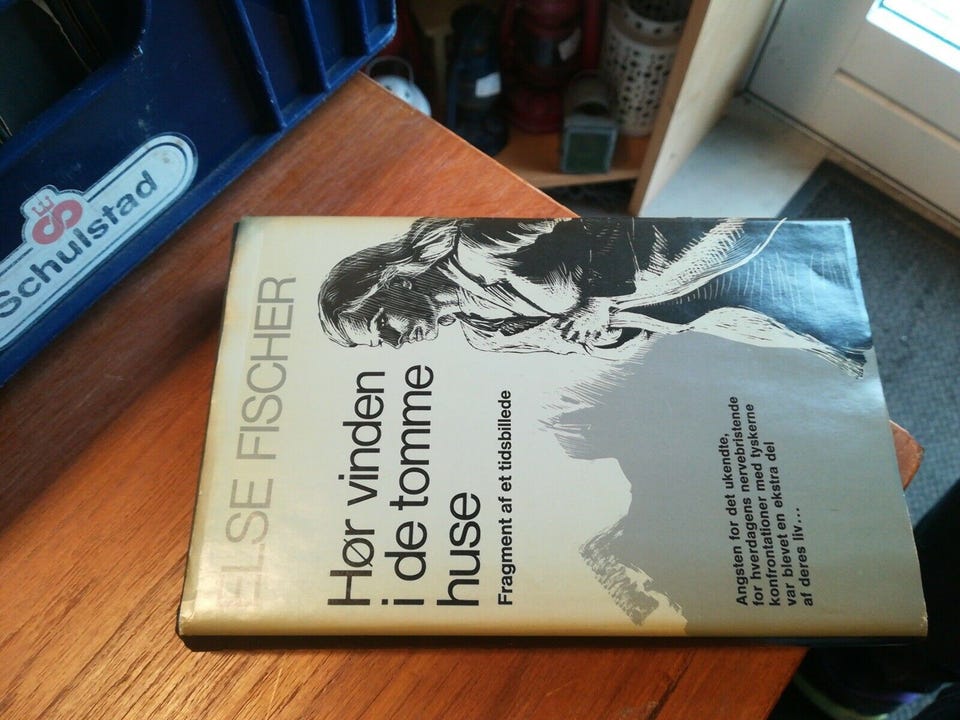 ELSE FISCHER
Hør vinden
i de tomme
huse
Fragment af et tidsbillede
Angsten for det ukendte,
for hverdagens nervebristende
konfrontationer med tyskerne
var blevet en ekstra del
af deres liv...
Schulstad